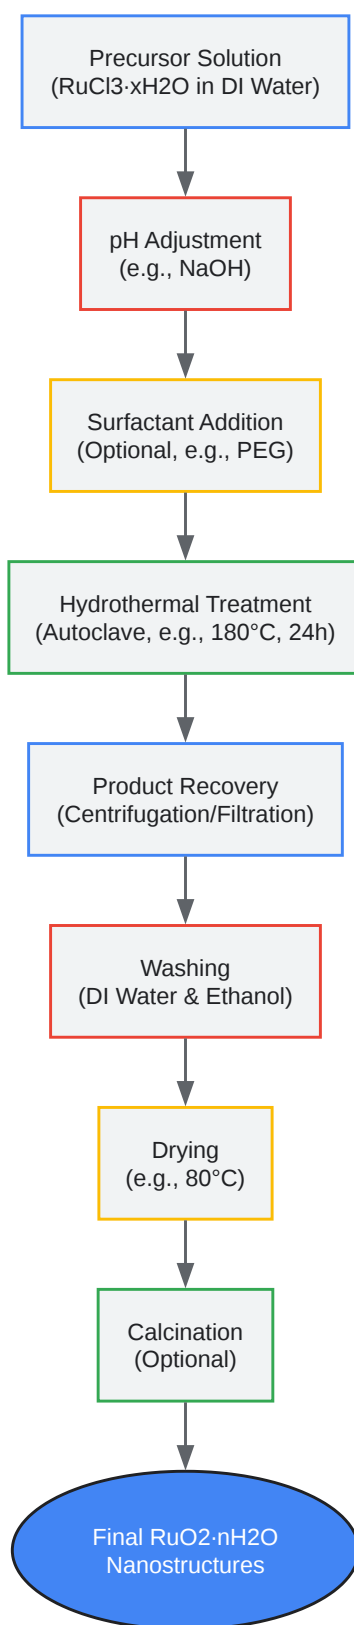 Precursor Solution
(RuCl3·xH2O in DI Water)
pH Adjustment
(e.g., NaOH)
Surfactant Addition
(Optional, e.g., PEG)
Hydrothermal Treatment
(Autoclave, e.g., 180°C, 24h)
Product Recovery
(Centrifugation/Filtration)
Washing
(DI Water & Ethanol)
Drying
(e.g., 80°C)
Calcination
(Optional)
Final RuO2·nH2O
Nanostructures